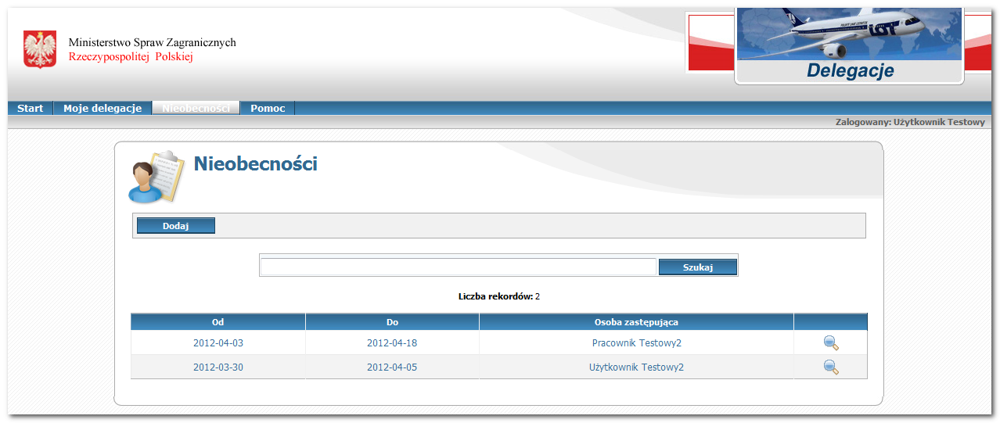 Ministerstwo Spraw Zagranicznych
Rzeczypospolitej Polskiej
LOT
Delegacje
Start Moje delegacje Nieobecności Pomoc
Zalogowany: Użytkownik Testowy
Nieobecności
Dodaj
Szukaj
Liczba rekordów: 2
Od Do Osoba zastępująca
2012-04-03 2012-04-18 Pracownik Testowy2
2012-03-30 2012-04-05 Użytkownik Testowy2